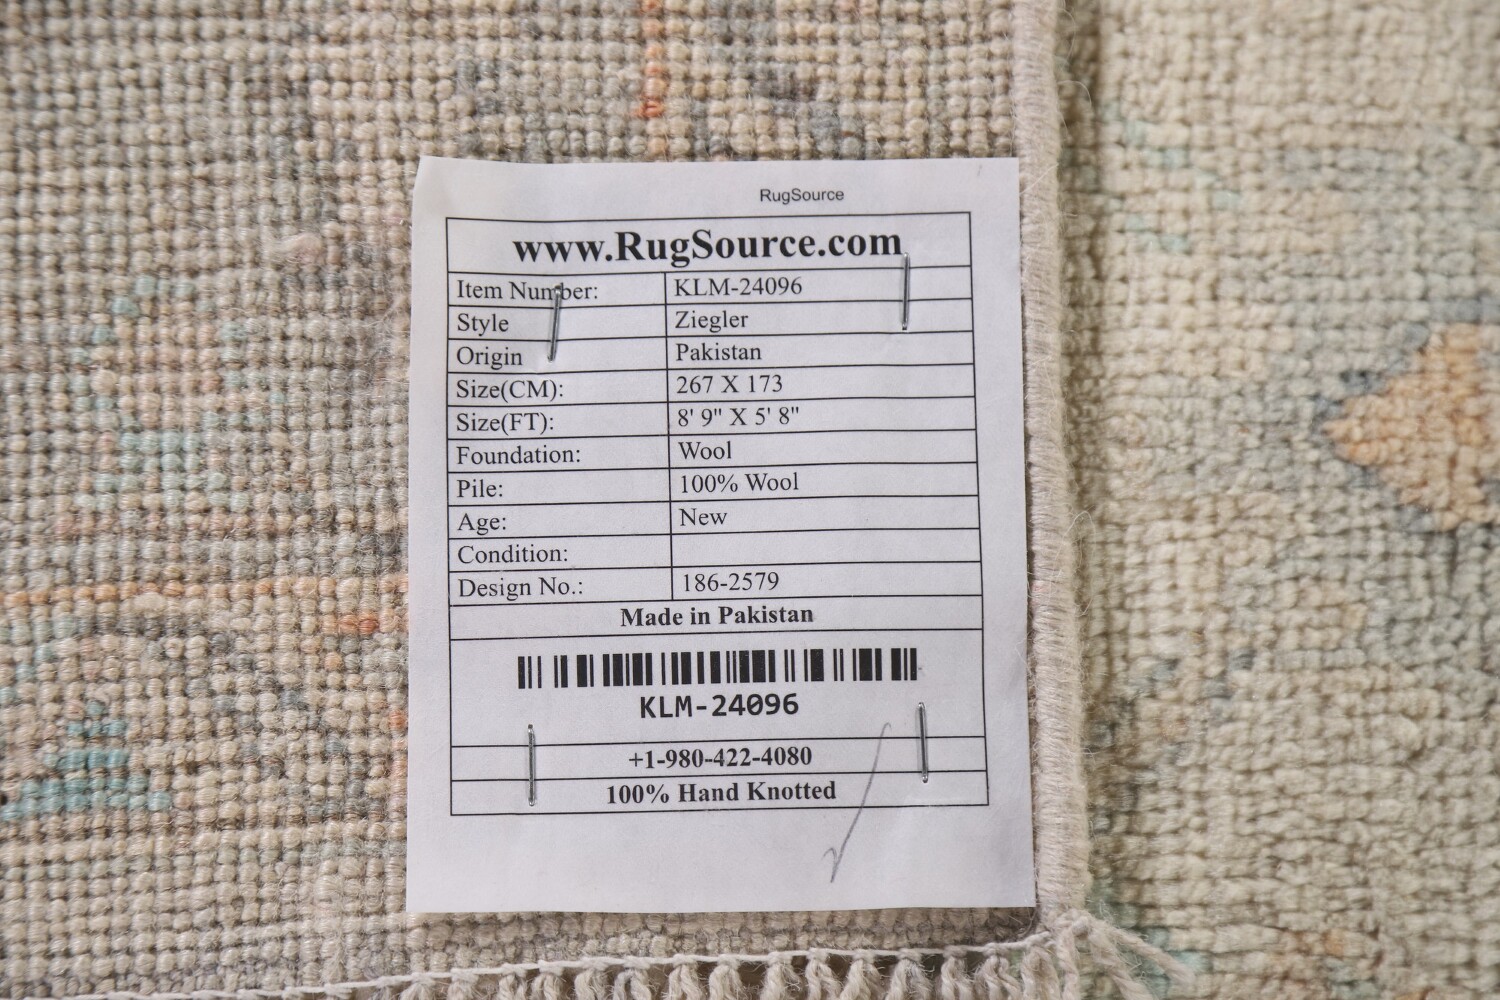 RugSource
www.RugSource.com
Item Number: KLM-24096
Style Ziegler
Origin Pakistan
Size(CM): 267 X 173
Size(FT): 8' 9" X 5' 8"
Foundation: Wool
Pile: 100% Wool
Age: New
Condition:
Design No.: 186-2579
Made in Pakistan
KLM-24096
+1-980-422-4080
100% Hand Knotted